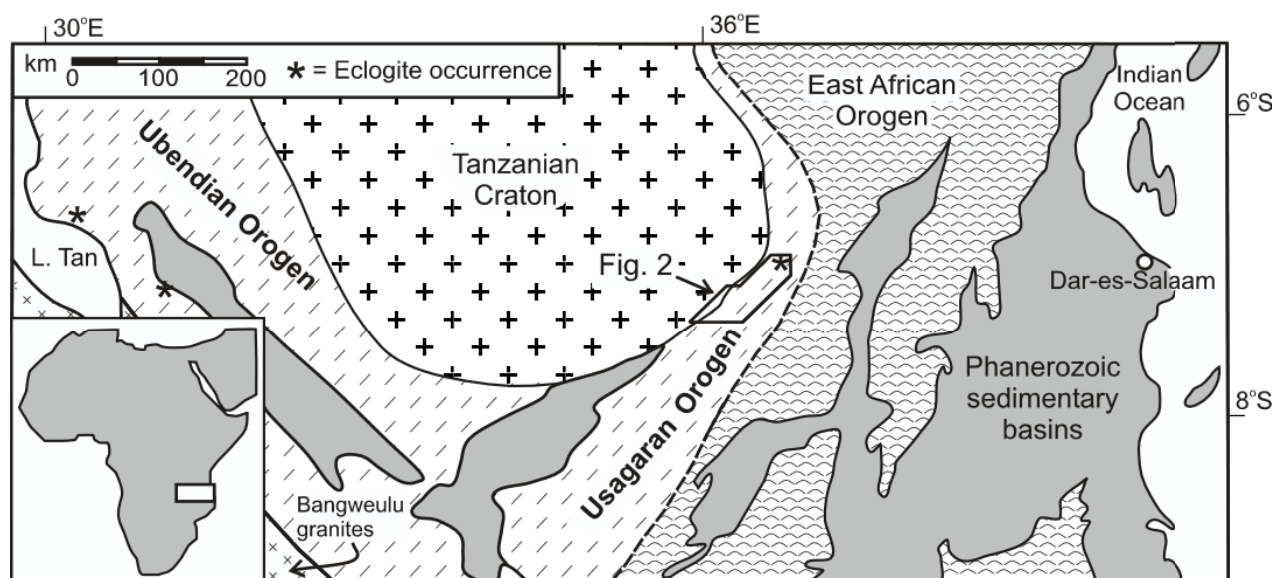 30°E
36°E
km 0 100 200
* = Eclogite occurrence
East African
Orogen
Indian
Ocean
6°S
Ubendian Orogen
Tanzanian
Craton
L. Tan
Fig. 2
Dar-es-Salaam
Usagaran Orogen
Phanerozoic
sedimentary
basins
8°S
Bangweulu
granites